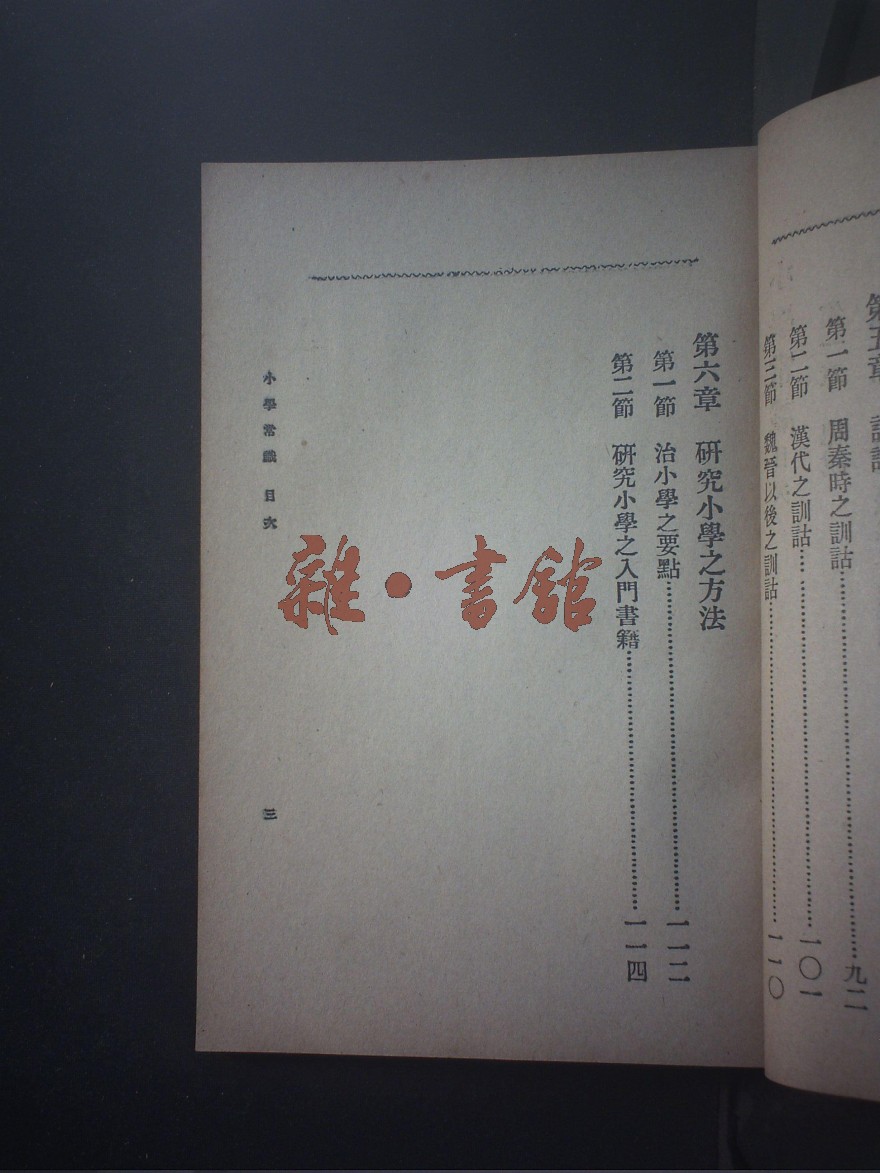 第五章 訓詁
第一節 周秦時之訓詁……九二
第二節 漢代之訓詁……一〇一
第三節 魏晉以後之訓詁……一一〇
第六章 研究小學之方法
第一節 治小學之要點……一一二
第二節 研究小學之入門書籍……一一四
小學常識 目次
三
雜·書館